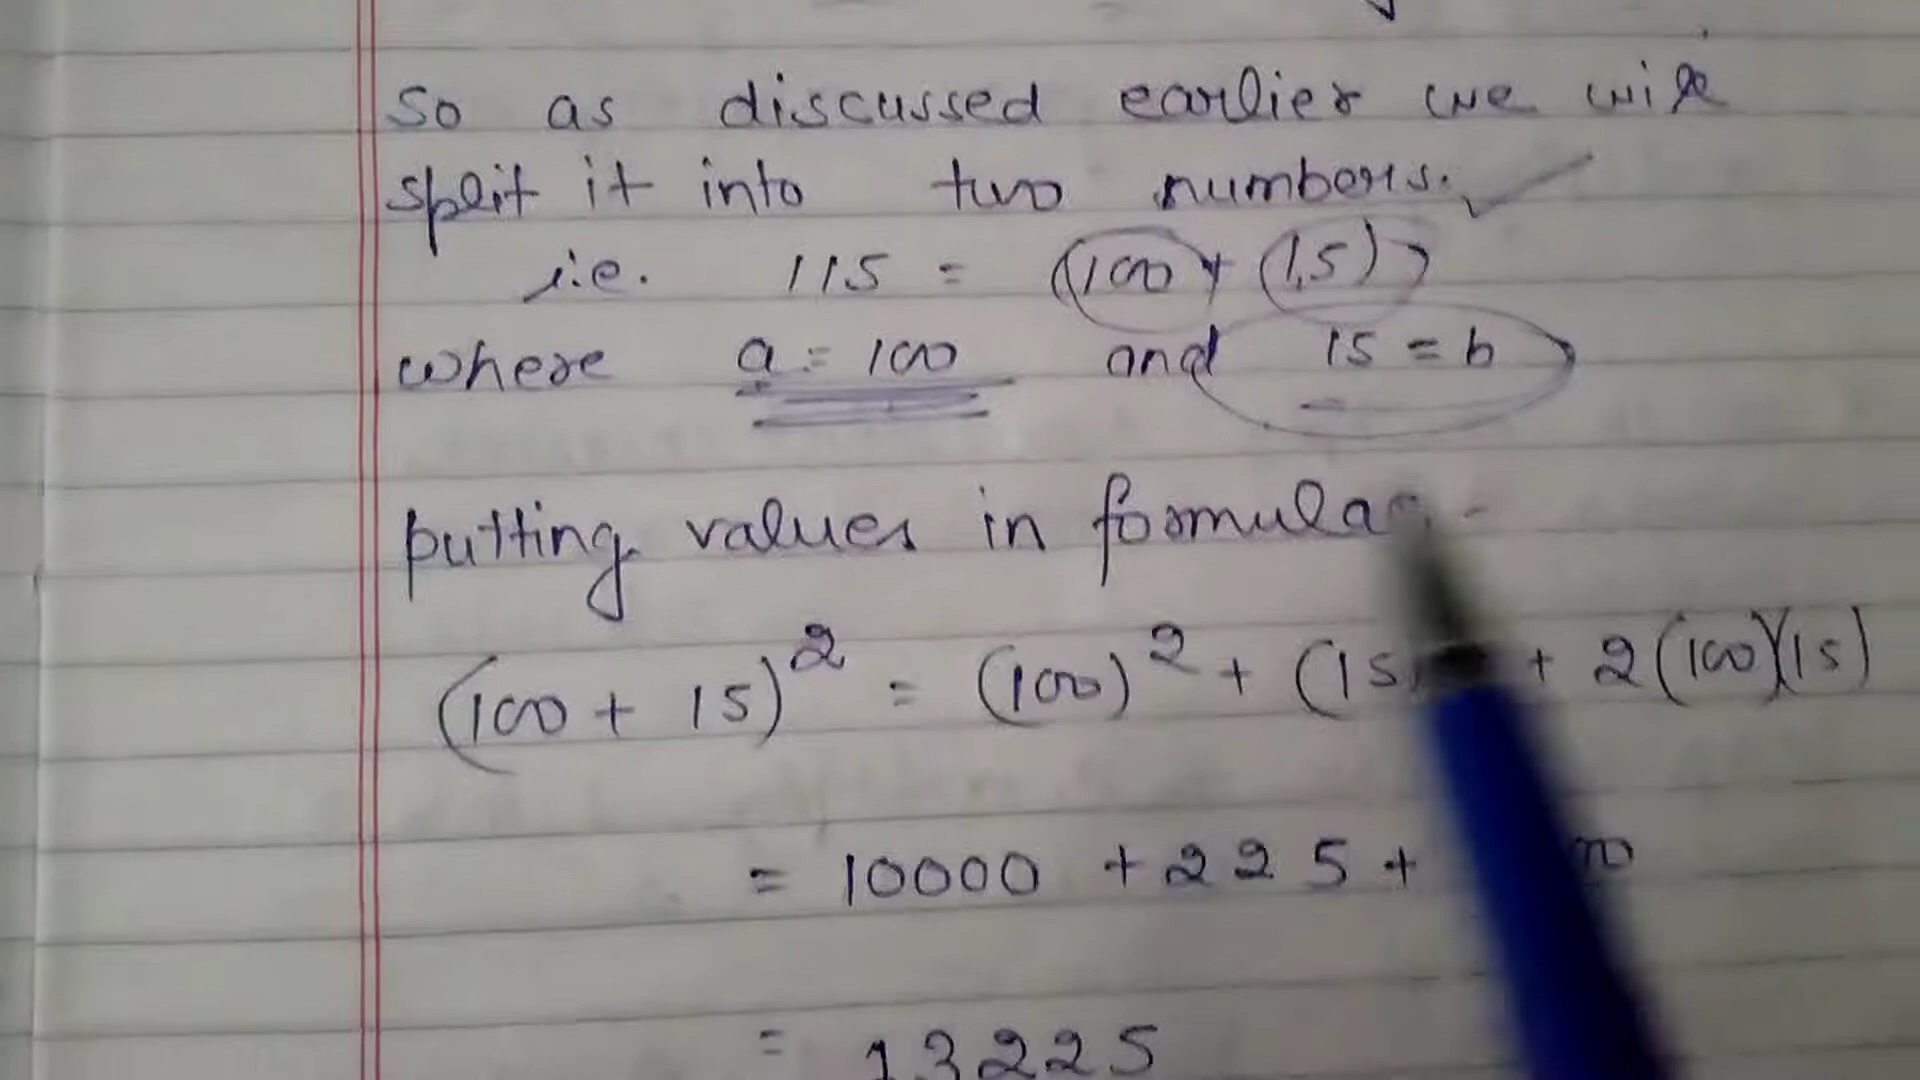 So as discussed earlier we will
split it into two numbers.
i.e. 115 = (100 + (15))
where a = 100 and 15 = b
putting values in formula
(100 + 15)² = (100)² + (15 + 2(100)(15)
= 10000 + 225 +
= 13225